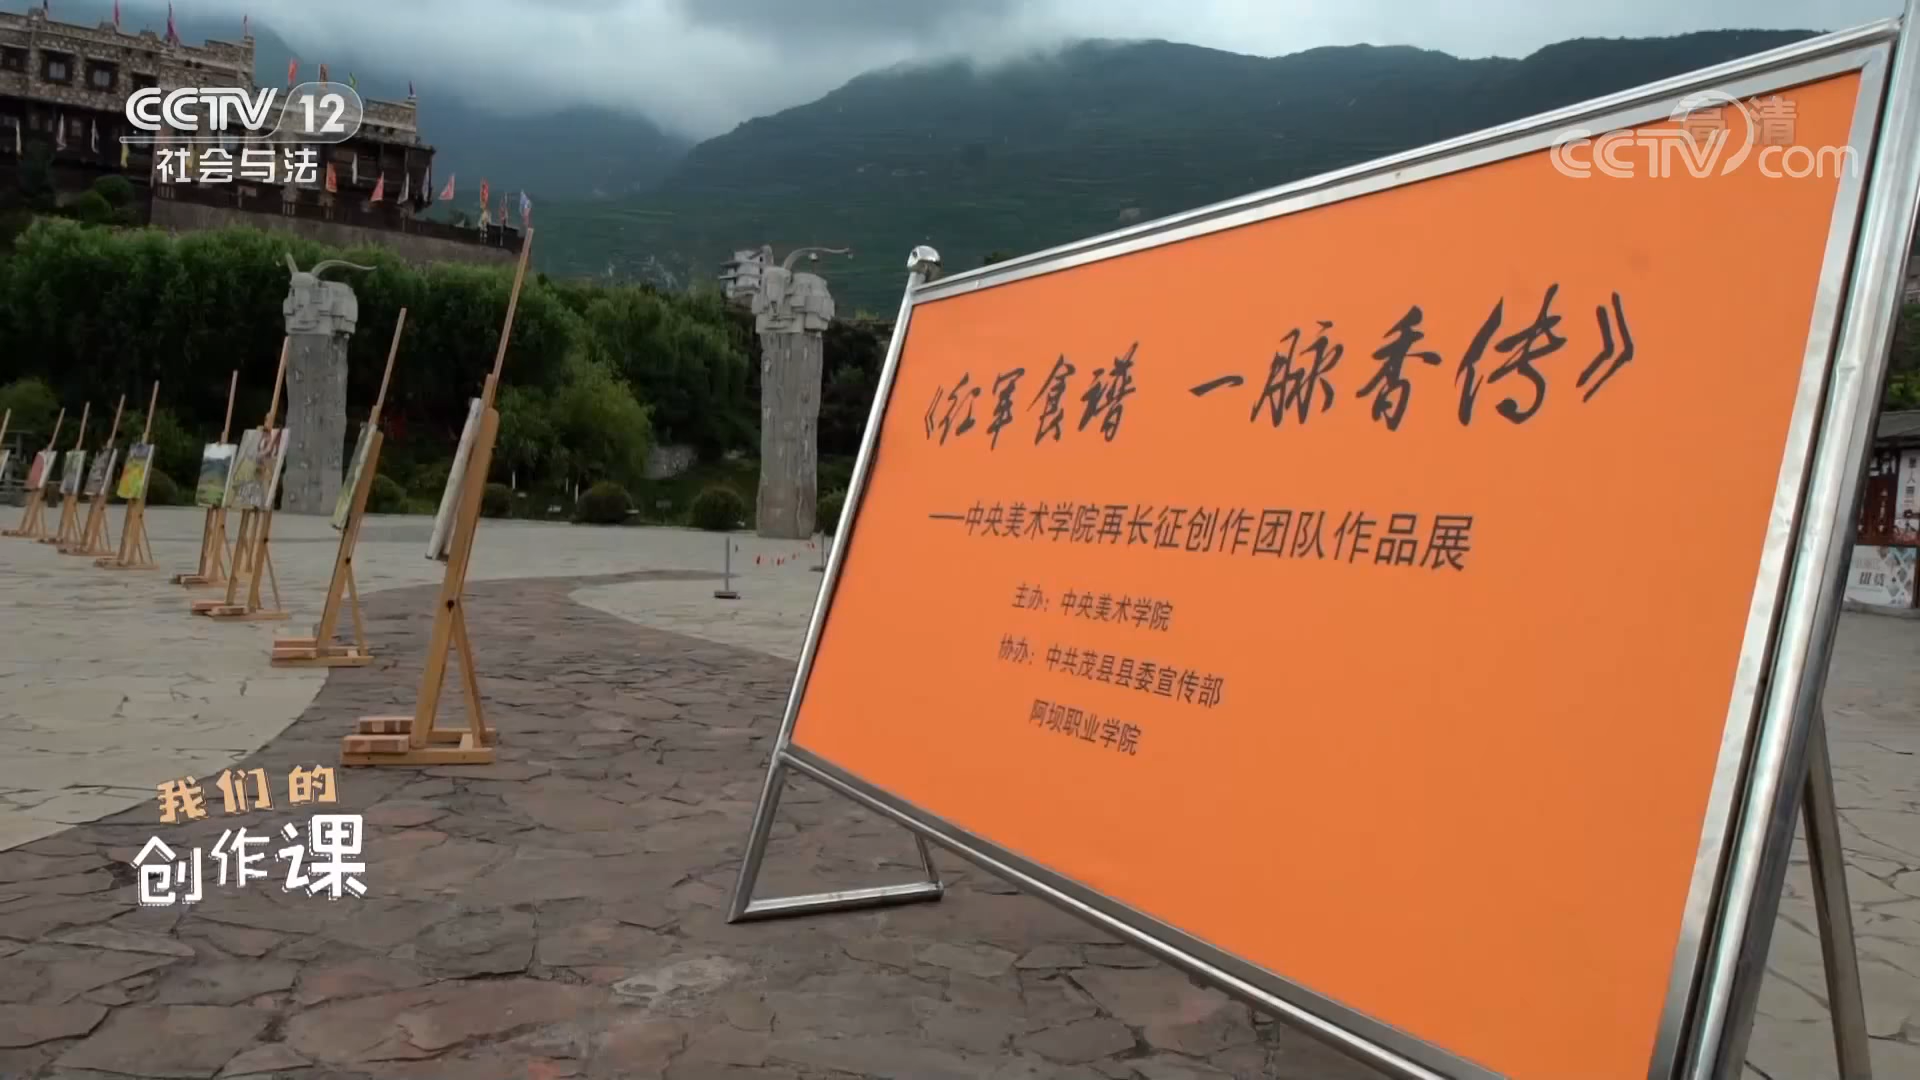 CCTV 12
社会与法
高清
CCTV.com
《红军食谱 一脉香传》
——中央美术学院再长征创作团队作品展
主办：中央美术学院
协办：中共茂县县委宣传部
阿坝职业学院
我们的
创作课